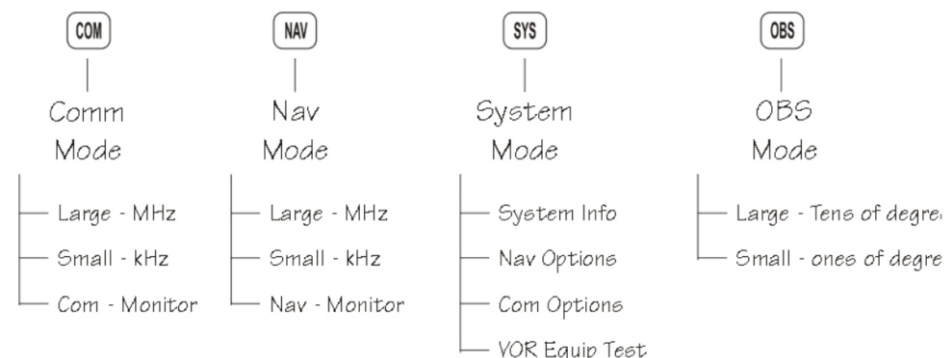 COM
NAV
SYS
OBS
Comm
Mode
Nav
Mode
System
Mode
OBS
Mode
Large - MHz
Small - kHz
Com - Monitor
Large - MHz
Small - kHz
Nav - Monitor
System Info
Nav Options
Com Options
VOR Equip Test
Large - Tens of
Small - ones of